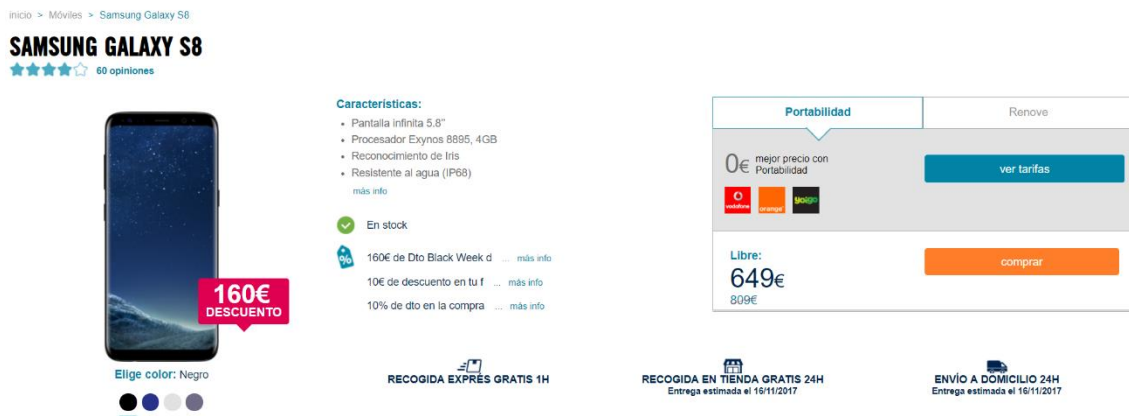 inicio > Móviles > Samsung Galaxy S8
SAMSUNG GALAXY S8
60 opiniones
160€
DESCUENTO
Elige color: Negro
Características:
Pantalla infinita 5.8"
Procesador Exynos 8895, 4GB
Reconocimiento de Iris
Resistente al agua (IP68)
más info
En stock
160€ de Dto Black Week d ... más info
10€ de descuento en tu f ... más info
10% de dto en la compra ... más info
Portabilidad
Renove
0€ mejor precio con
Portabilidad
vodafone
orange
yoigo
ver tarifas
Libre:
649€
809€
comprar
RECOGIDA EXPRÉS GRATIS 1H
RECOGIDA EN TIENDA GRATIS 24H
Entrega estimada el 16/11/2017
ENVÍO A DOMICILIO 24H
Entrega estimada el 16/11/2017